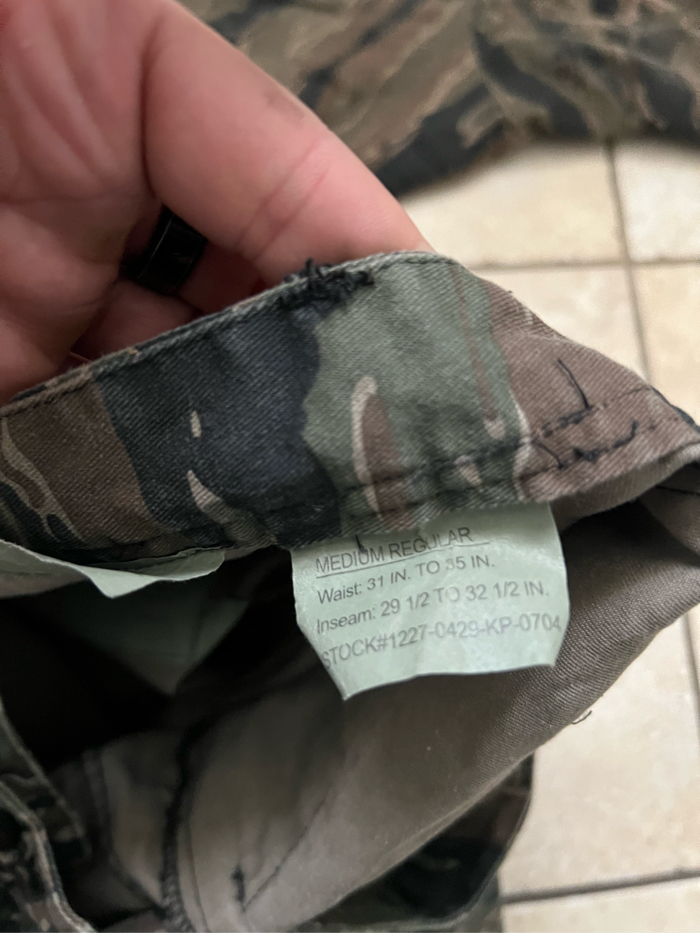 MEDIUM REGULAR
Waist: 31 IN. TO 35 IN.
Inseam: 29 1/2 TO 32 1/2 IN.
STOCK#1227-0429-KP-0704